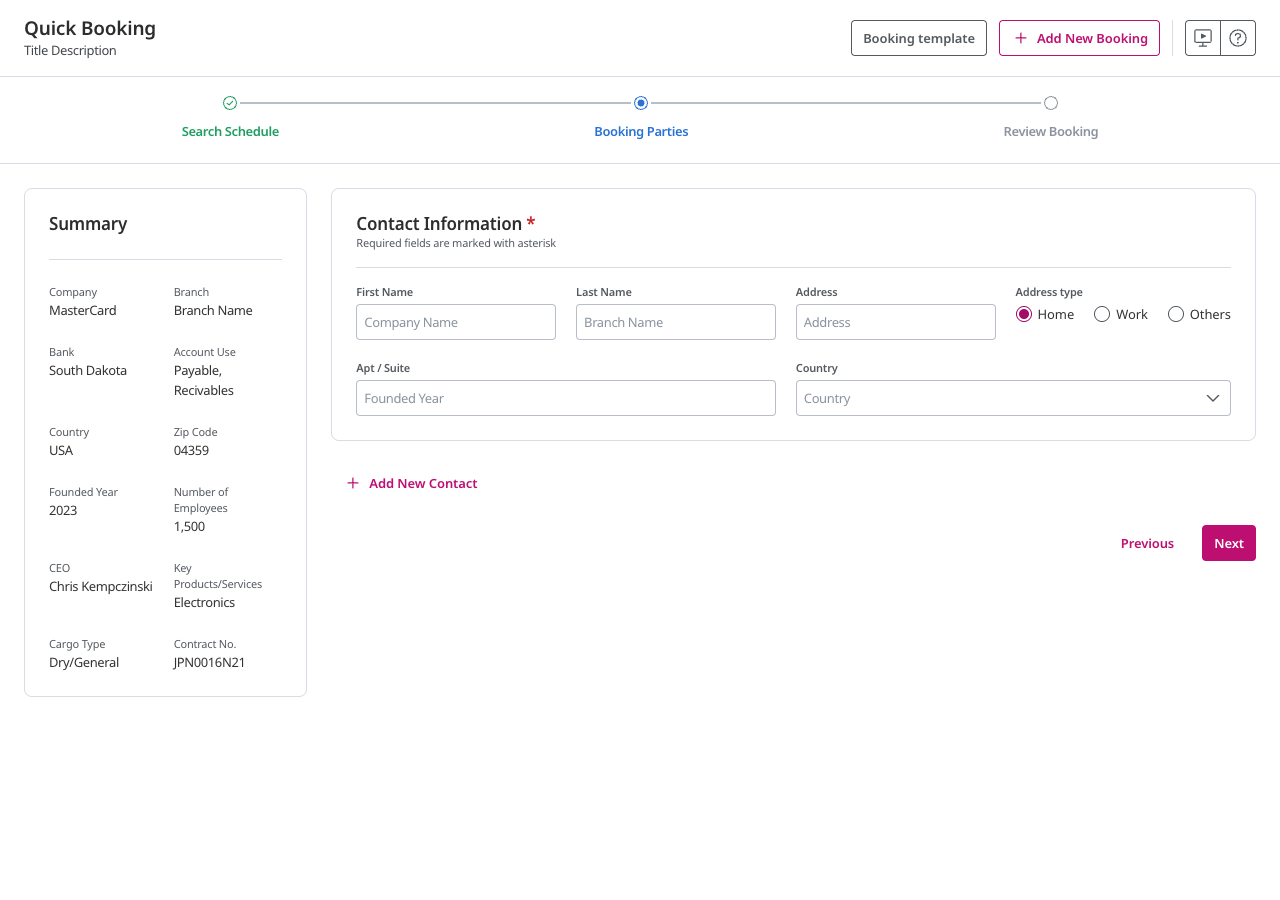 Quick Booking
Title Description
Booking template
Add New Booking
Search Schedule
Booking Parties
Review Booking
Summary
Company
MasterCard
Branch
Branch Name
Bank
South Dakota
Account Use
Payable,
Recivables
Country
USA
Zip Code
04359
Founded Year
2023
Number of
Employees
1,500
CEO
Chris Kempczinski
Key
Products/Services
Electronics
Cargo Type
Dry/General
Contract No.
JPN0016N21
Contact Information *
Required fields are marked with asterisk
First Name
Company Name
Last Name
Branch Name
Address
Address
Address type
Home
Work
Others
Apt / Suite
Founded Year
Country
Country
Add New Contact
Previous
Next